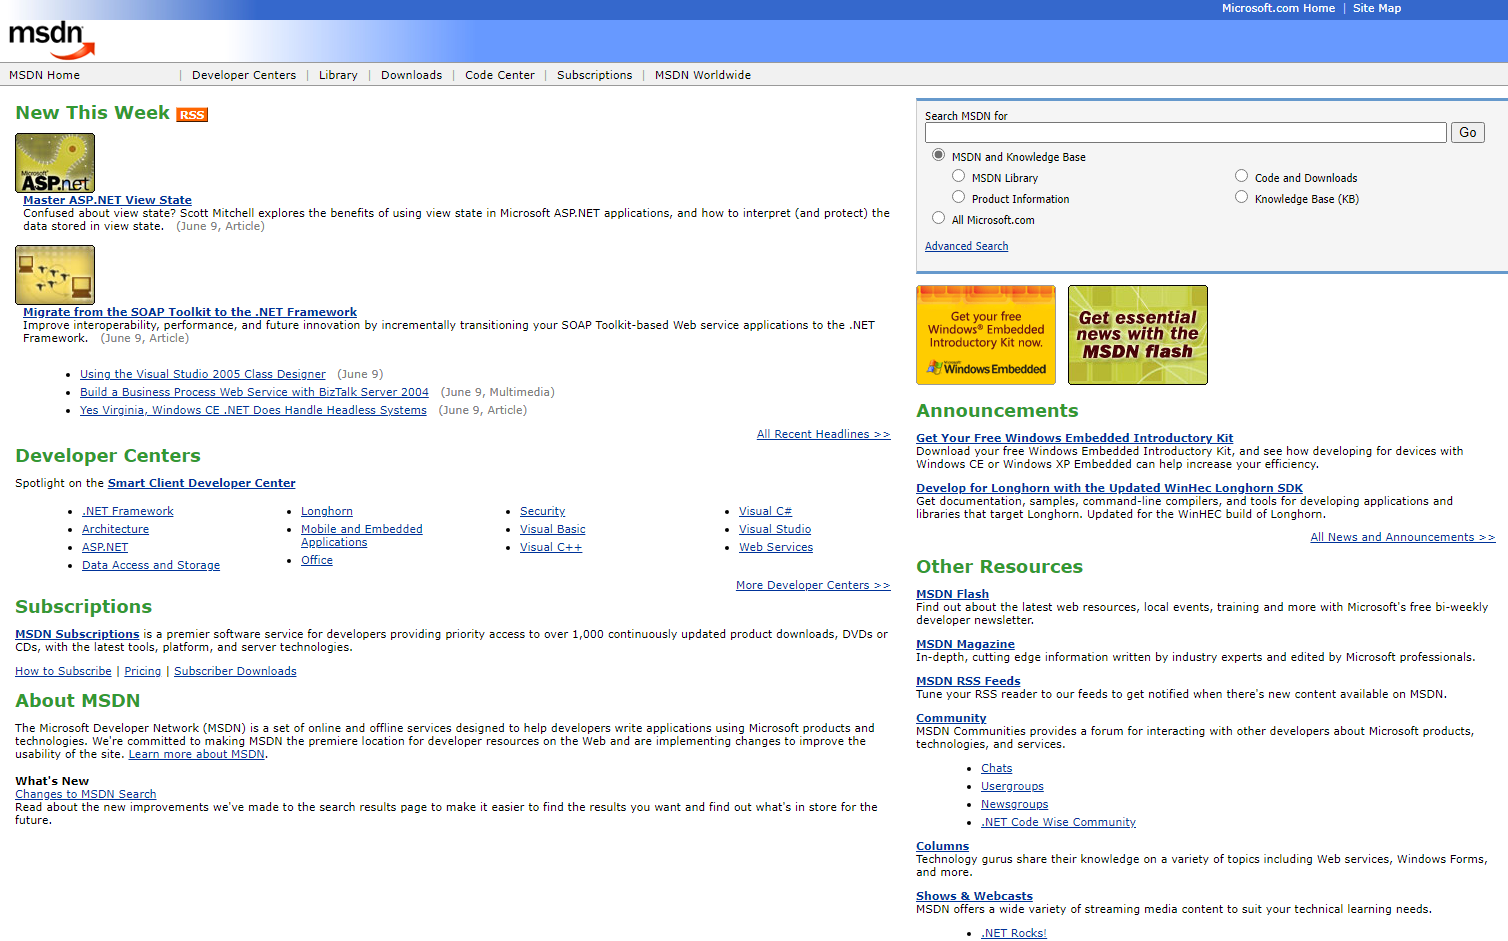 Microsoft.com Home | Site Map
msdn
MSDN Home | Developer Centers | Library | Downloads | Code Center | Subscriptions | MSDN Worldwide
New This Week RSS
Microsoft
ASP.net
Master ASP.NET View State
Confused about view state? Scott Mitchell explores the benefits of using view state in Microsoft ASP.NET applications, and how to interpret (and protect) the
data stored in view state. (June 9, Article)
Migrate from the SOAP Toolkit to the .NET Framework
Improve interoperability, performance, and future innovation by incrementally transitioning your SOAP Toolkit-based Web service applications to the .NET
Framework. (June 9, Article)
• Using the Visual Studio 2005 Class Designer (June 9)
• Build a Business Process Web Service with BizTalk Server 2004 (June 9, Multimedia)
• Yes Virginia, Windows CE .NET Does Handle Headless Systems (June 9, Article)
All Recent Headlines >>
Developer Centers
Spotlight on the Smart Client Developer Center
• .NET Framework
• Architecture
• ASP.NET
• Data Access and Storage
• Longhorn
• Mobile and Embedded
Applications
• Office
• Security
• Visual Basic
• Visual C++
• Visual C#
• Visual Studio
• Web Services
More Developer Centers >>
Subscriptions
MSDN Subscriptions is a premier software service for developers providing priority access to over 1,000 continuously updated product downloads, DVDs or
CDs, with the latest tools, platform, and server technologies.
How to Subscribe | Pricing | Subscriber Downloads
About MSDN
The Microsoft Developer Network (MSDN) is a set of online and offline services designed to help developers write applications using Microsoft products and
technologies. We're committed to making MSDN the premiere location for developer resources on the Web and are implementing changes to improve the
usability of the site. Learn more about MSDN.
What's New
Changes to MSDN Search
Read about the new improvements we've made to the search results page to make it easier to find the results you want and find out what's in store for the
future.
Search MSDN for
Go
MSDN and Knowledge Base
MSDN Library
Code and Downloads
Product Information
Knowledge Base (KB)
All Microsoft.com
Advanced Search
Get your free
Windows® Embedded
Introductory Kit now.
Microsoft
Windows Embedded
Get essential
news with the
MSDN flash
Announcements
Get Your Free Windows Embedded Introductory Kit
Download your free Windows Embedded Introductory Kit, and see how developing for devices with
Windows CE or Windows XP Embedded can help increase your efficiency.
Develop for Longhorn with the Updated WinHec Longhorn SDK
Get documentation, samples, command-line compilers, and tools for developing applications and
libraries that target Longhorn. Updated for the WinHEC build of Longhorn.
All News and Announcements >>
Other Resources
MSDN Flash
Find out about the latest web resources, local events, training and more with Microsoft's free bi-weekly
developer newsletter.
MSDN Magazine
In-depth, cutting edge information written by industry experts and edited by Microsoft professionals.
MSDN RSS Feeds
Tune your RSS reader to our feeds to get notified when there's new content available on MSDN.
Community
MSDN Communities provides a forum for interacting with other developers about Microsoft products,
technologies, and services.
• Chats
• Usergroups
• Newsgroups
• .NET Code Wise Community
Columns
Technology gurus share their knowledge on a variety of topics including Web services, Windows Forms,
and more.
Shows & Webcasts
MSDN offers a wide variety of streaming media content to suit your technical learning needs.
• .NET Rocks!